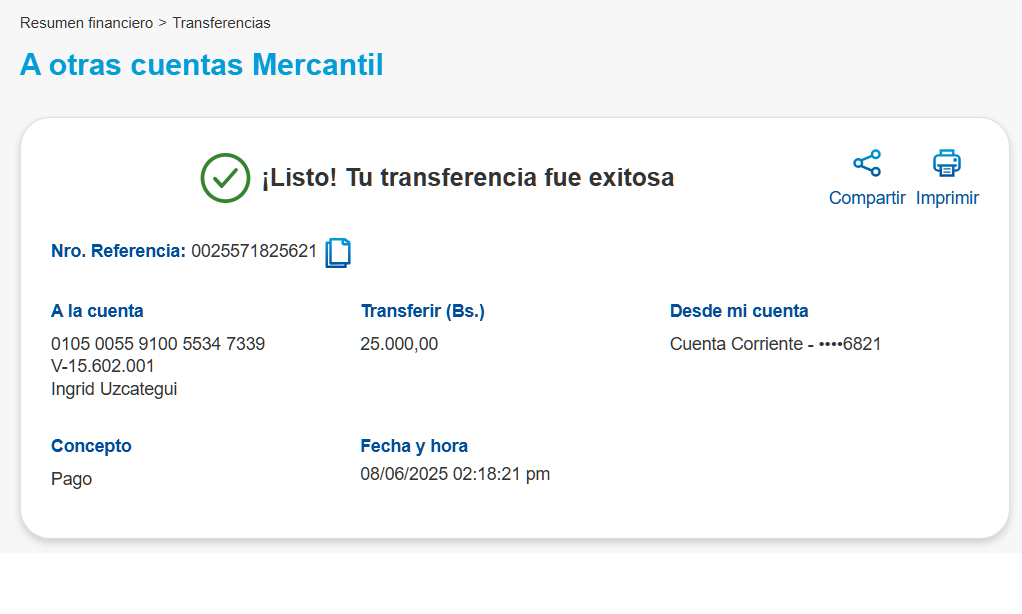 Resumen financiero > Transferencias
A otras cuentas Mercantil
¡Listo! Tu transferencia fue exitosa
Compartir Imprimir
Nro. Referencia: 0025571825621
A la cuenta
0105 0055 9100 5534 7339
V-15.602.001
Ingrid Uzcategui
Transferir (Bs.)
25.000,00
Desde mi cuenta
Cuenta Corriente - ••••6821
Concepto
Pago
Fecha y hora
08/06/2025 02:18:21 pm